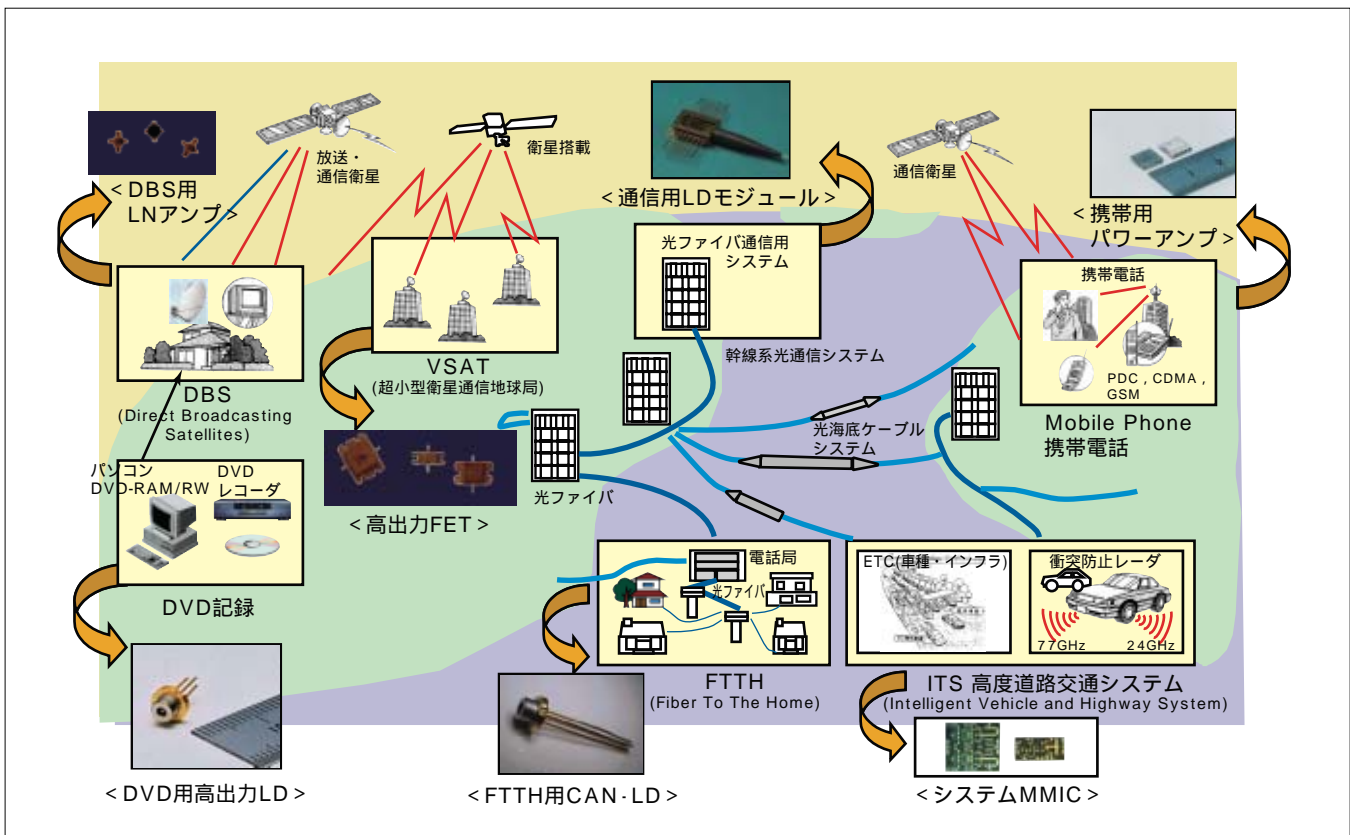 放送・
通信衛星
衛星搭載
通信衛星
<DBS用
LNアンプ>
<通信用LDモジュール>
<携帯用
パワーアンプ>
光ファイバ通信用
システム
携帯電話
PDC，CDMA，
GSM
Mobile Phone
携帯電話
VSAT
(超小型衛星通信地球局)
幹線系光通信システム
DBS
(Direct Broadcasting
Satellites)
光海底ケーブル
システム
パソコン
DVD-RAM/RW
DVD
レコーダ
光ファイバ
<高出力FET>
DVD記録
電話局
光ファイバ
ETC(車種・インフラ)
衝突防止レーダ
77GHz
24GHz
FTTH
(Fiber To The Home)
ITS 高度道路交通システム
(Intelligent Vehicle and Highway System)
<DVD用高出力LD>
<FTTH用CAN-LD>
<システムMMIC>